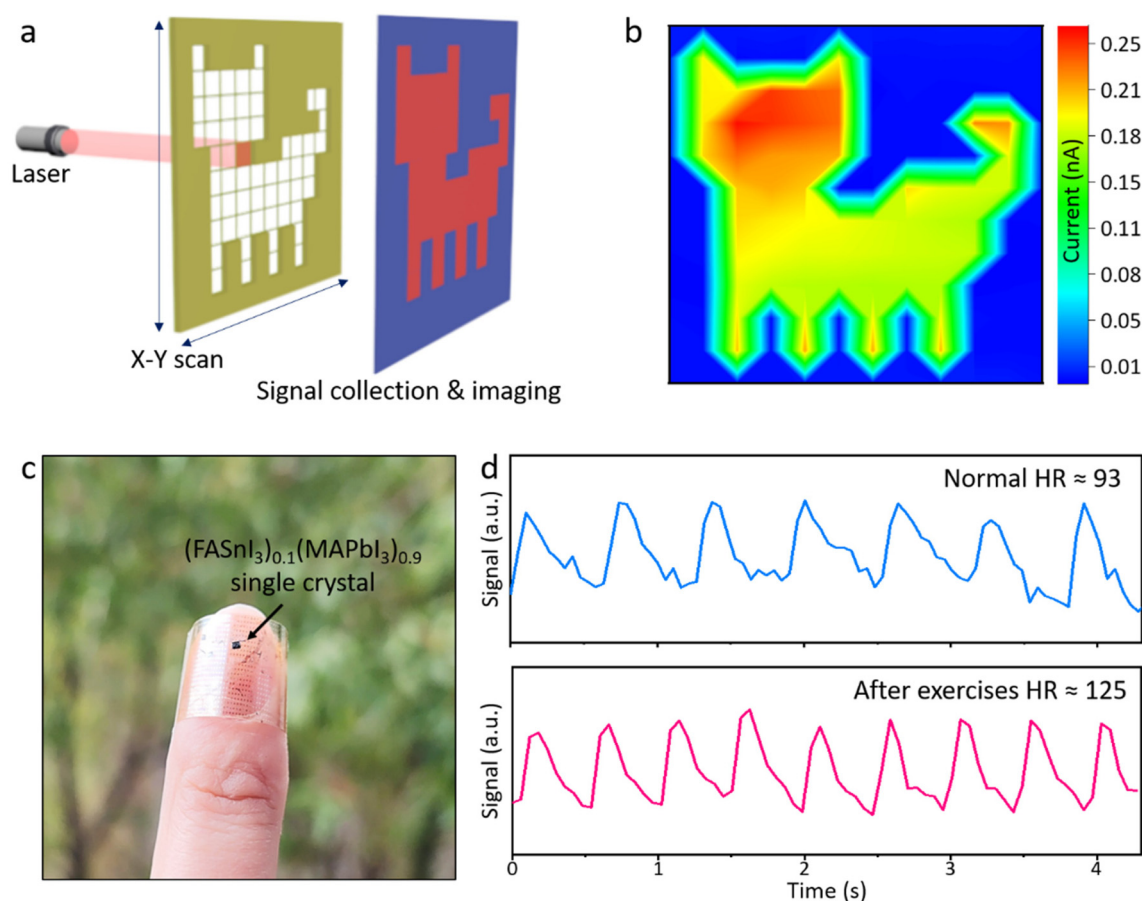 a
Laser
X-Y scan
Signal collection & imaging
b
Current (nA)
0.25
0.21
0.18
0.15
0.11
0.08
0.05
0.01
c
(FASnI₃)₀.₁(MAPbI₃)₀.₉
single crystal
d
Normal HR ≈ 93
Signal (a.u.)
After exercises HR ≈ 125
Signal (a.u.)
0 1 2 3 4
Time (s)